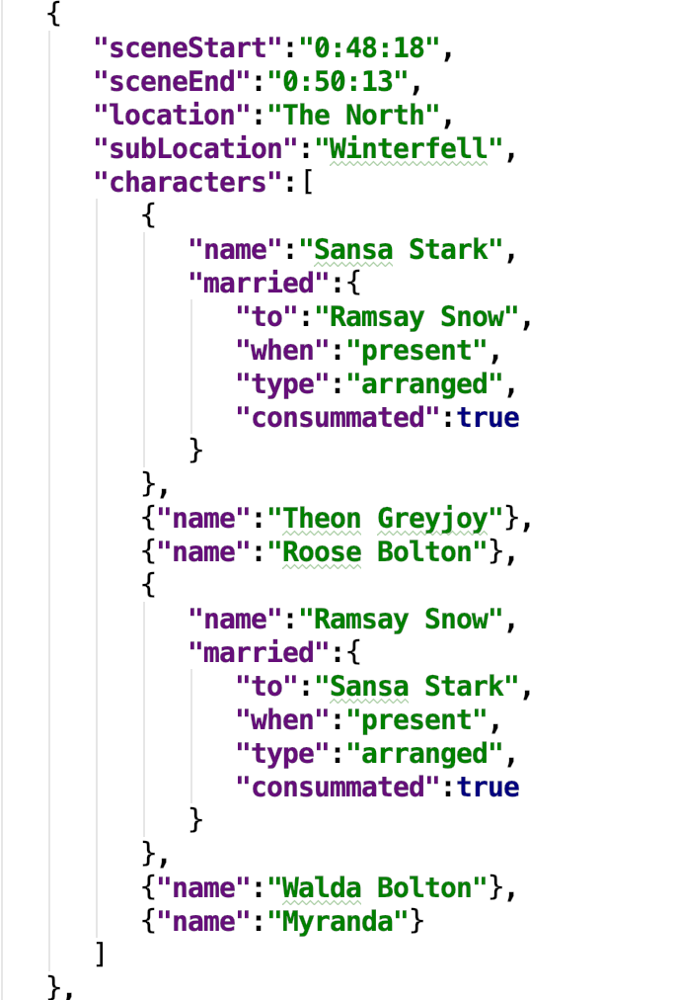 {
"sceneStart":"0:48:18",
"sceneEnd":"0:50:13",
"location":"The North",
"subLocation":"Winterfell",
"characters":[
{
"name":"Sansa Stark",
"married":{
"to":"Ramsay Snow",
"when":"present",
"type":"arranged",
"consummated":true
}
},
{"name":"Theon Greyjoy"},
{"name":"Roose Bolton"},
{
"name":"Ramsay Snow",
"married":{
"to":"Sansa Stark",
"when":"present",
"type":"arranged",
"consummated":true
}
},
{"name":"Walda Bolton"},
{"name":"Myranda"}
]
},